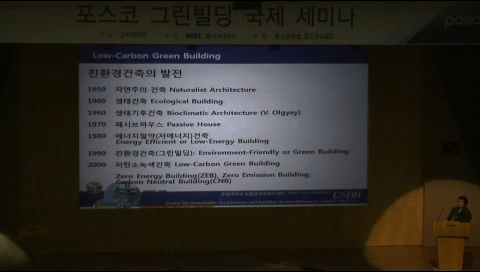 포스코 그린빌딩 국제 세미나
posco
Low-Carbon Green Building
친환경건축의 발전
1950 자연주의 건축 Naturalist Architecture
1960 생태건축 Ecological Building
1960 생태기후건축 Bioclimatic Architecture (V. Olgyay)
1970 패시브하우스 Passive House
1980 에너지절약(저에너지)건축
Energy Efficient or Low-Energy Building
1990 친환경건축(그린빌딩): Environment-Friendly or Green Building
2000 저탄소녹색건축 Low-Carbon Green Building
Zero Energy Building(ZEB), Zero Emission Building,
Carbon Neutral Building(CNB)